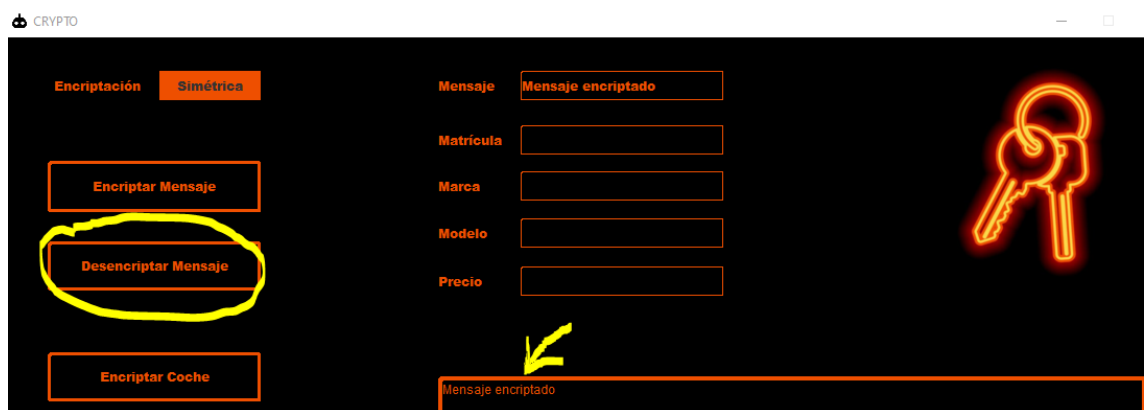 CRYPTO
Encriptación Simétrica
Mensaje Mensaje encriptado
Matrícula
Encriptar Mensaje
Marca
Modelo
Desencriptar Mensaje
Precio
Encriptar Coche
Mensaje encriptado